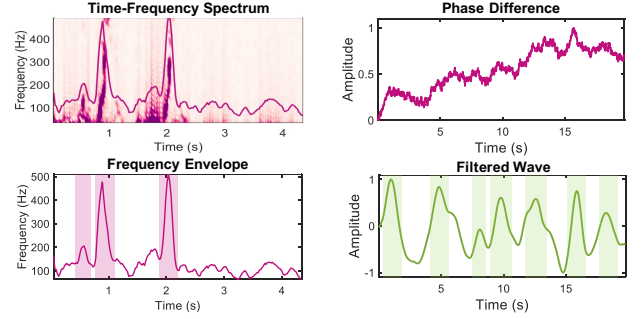 Time-Frequency Spectrum
Frequency (Hz)
400
300
200
100
1
2
3
4
Time (s)
Phase Difference
Amplitude
1
0.5
0
5
10
15
Time (s)
Frequency Envelope
Frequency (Hz)
500
400
300
200
100
1
2
3
4
Time (s)
Filtered Wave
Amplitude
1
0
-1
5
10
15
Time (s)